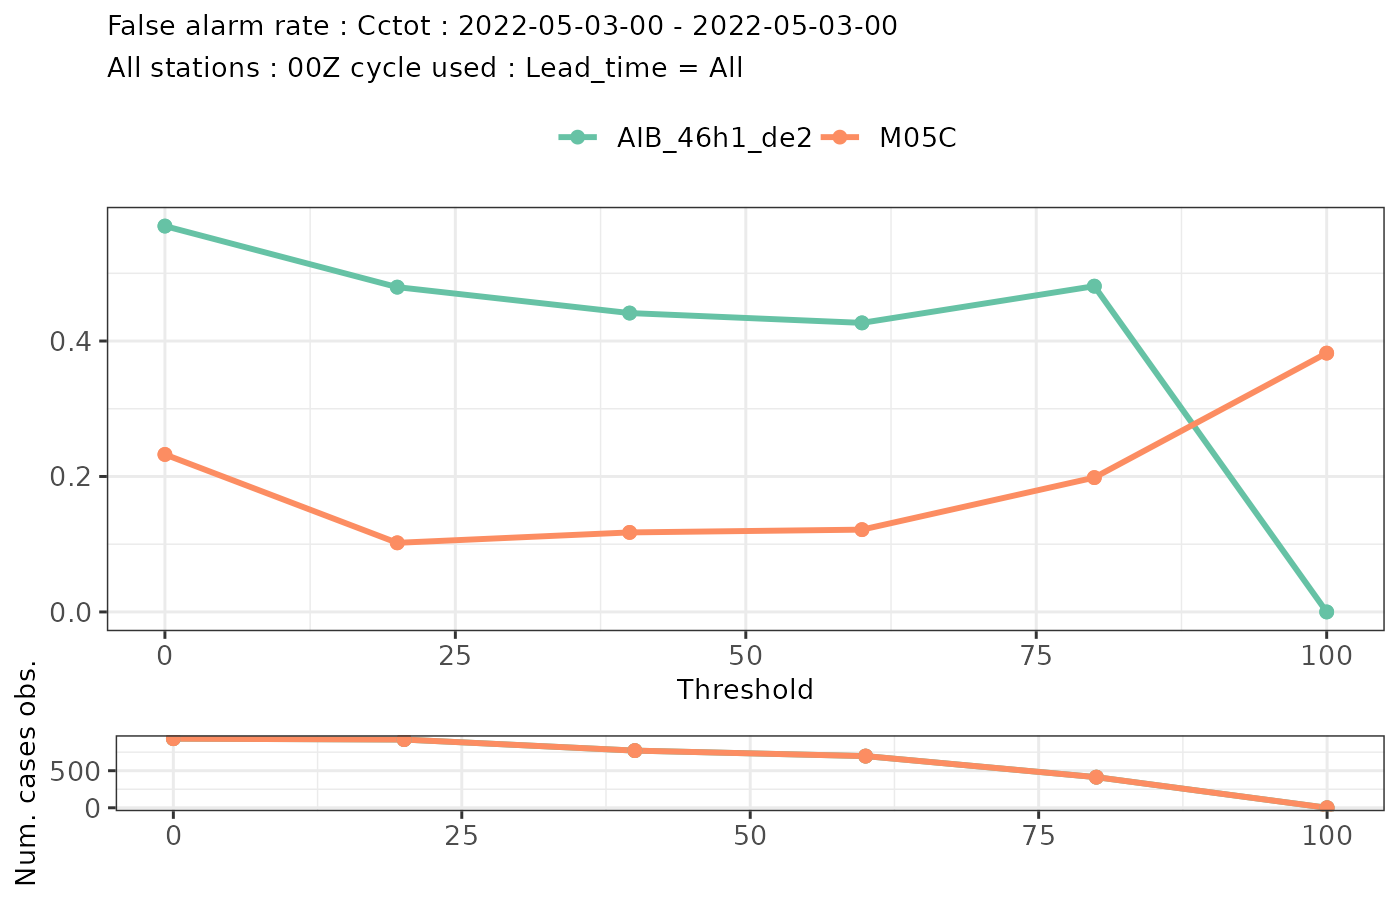 False alarm rate : Cctot : 2022-05-03-00 - 2022-05-03-00
All stations : 00Z cycle used : Lead_time = All
AIB_46h1_de2 M05C
0.4
0.2
0.0
0 25 50 75 100
Threshold
Num. cases obs.
500
0
0 25 50 75 100